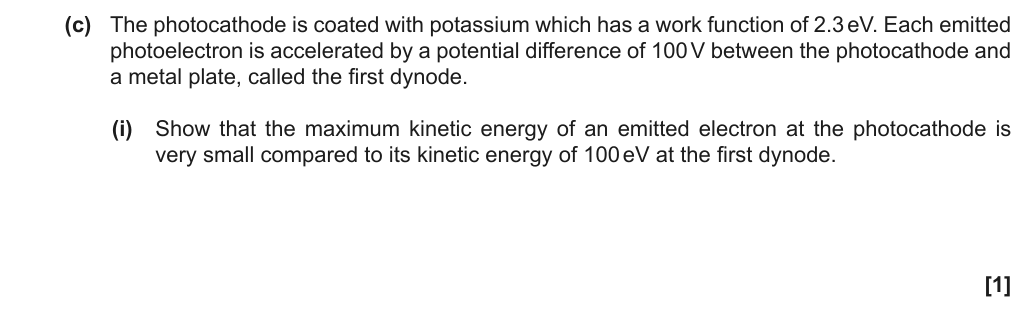 (c) The photocathode is coated with potassium which has a work function of 2.3 eV. Each emitted
photoelectron is accelerated by a potential difference of 100 V between the photocathode and
a metal plate, called the first dynode.
(i) Show that the maximum kinetic energy of an emitted electron at the photocathode is
very small compared to its kinetic energy of 100 eV at the first dynode.
[1]